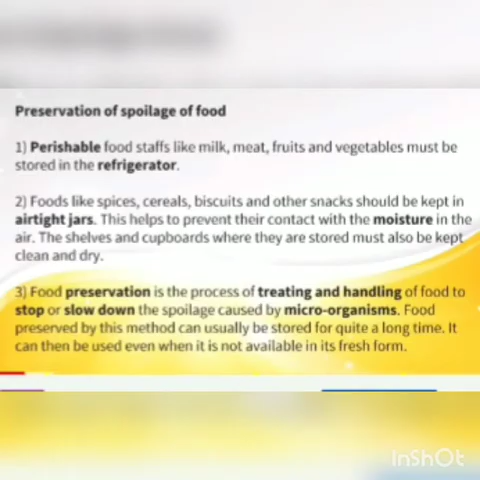 Preservation of spoilage of food
1) Perishable food staffs like milk, meat, fruits and vegetables must be
stored in the refrigerator.
2) Foods like spices, cereals, biscuits and other snacks should be kept in
airtight jars. This helps to prevent their contact with the moisture in the
air. The shelves and cupboards where they are stored must also be kept
clean and dry.
3) Food preservation is the process of treating and handling of food to
stop or slow down the spoilage caused by micro-organisms. Food
preserved by this method can usually be stored for quite a long time. It
can then be used even when it is not available in its fresh form.
InShOt